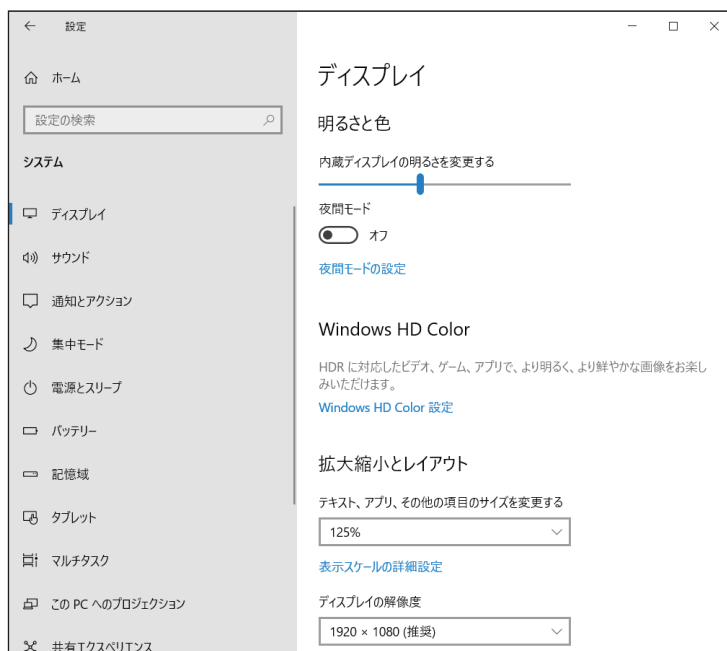 設定
ホーム
設定の検索
システム
ディスプレイ
サウンド
通知とアクション
集中モード
電源とスリープ
バッテリー
記憶域
タブレット
マルチタスク
この PC へのプロジェクション
共有エクスペリエンス
ディスプレイ
明るさと色
内蔵ディスプレイの明るさを変更する
夜間モード
オフ
夜間モードの設定
Windows HD Color
HDR に対応したビデオ、ゲーム、アプリで、より明るく、より鮮やかな画像をお楽し
みいただけます。
Windows HD Color 設定
拡大縮小とレイアウト
テキスト、アプリ、その他の項目のサイズを変更する
125%
表示スケールの詳細設定
ディスプレイの解像度
1920 × 1080 (推奨)